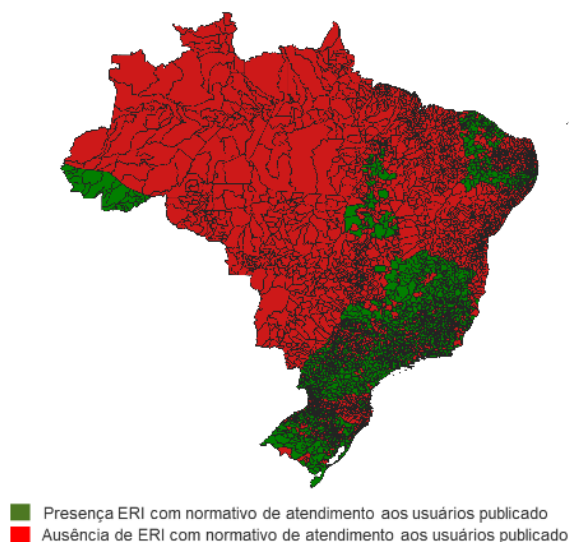 Presença ERI com normativo de atendimento aos usuários publicado
Ausência de ERI com normativo de atendimento aos usuários publicado